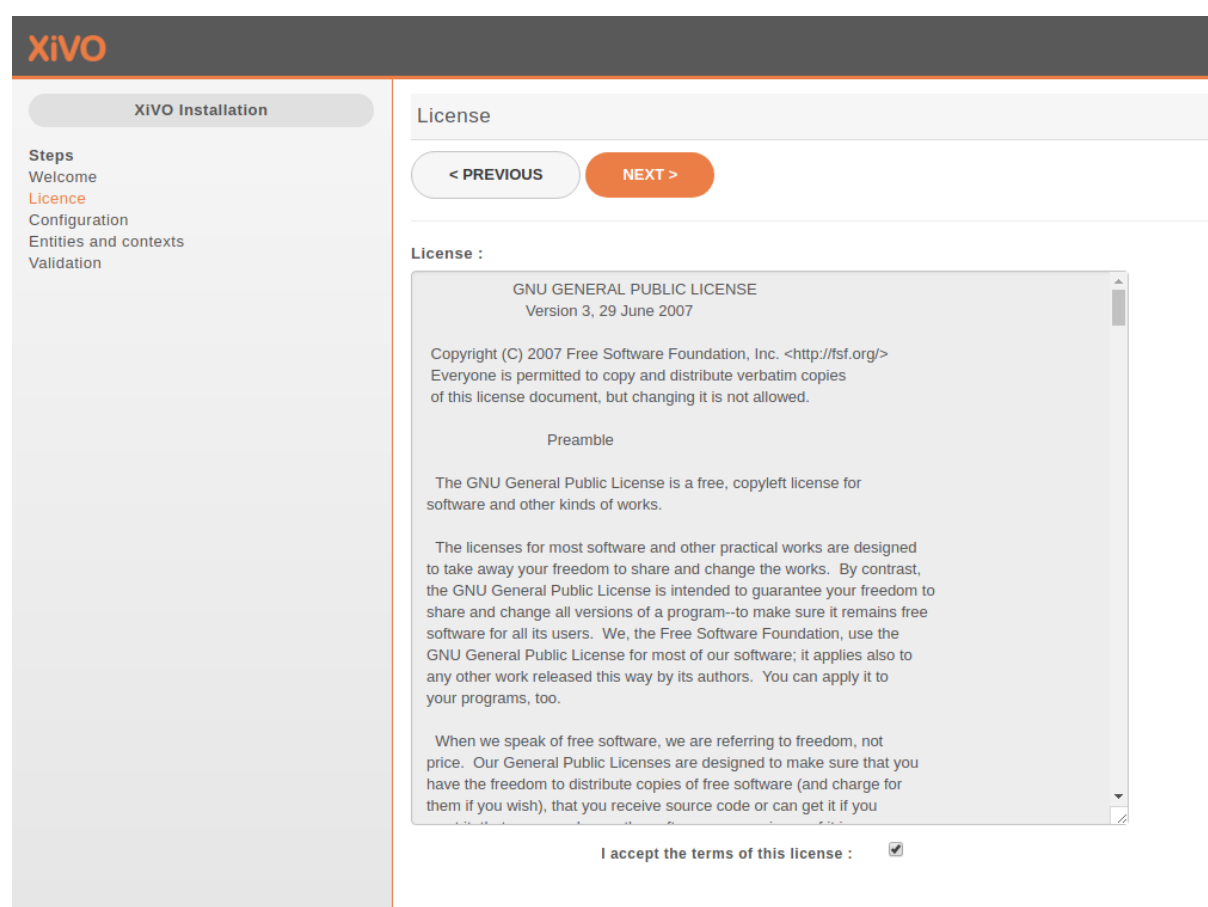 XiVO
XiVO Installation
Steps
Welcome
Licence
Configuration
Entities and contexts
Validation
License
< PREVIOUS
NEXT >
License :
GNU GENERAL PUBLIC LICENSE
Version 3, 29 June 2007
Copyright (C) 2007 Free Software Foundation, Inc. <http://fsf.org/>
Everyone is permitted to copy and distribute verbatim copies
of this license document, but changing it is not allowed.
Preamble
The GNU General Public License is a free, copyleft license for
software and other kinds of works.
The licenses for most software and other practical works are designed
to take away your freedom to share and change the works.  By contrast,
the GNU General Public License is intended to guarantee your freedom to
share and change all versions of a program--to make sure it remains free
software for all its users.  We, the Free Software Foundation, use the
GNU General Public License for most of our software; it applies also to
any other work released this way by its authors.  You can apply it to
your programs, too.
When we speak of free software, we are referring to freedom, not
price.  Our General Public Licenses are designed to make sure that you
have the freedom to distribute copies of free software (and charge for
them if you wish), that you receive source code or can get it if you
I accept the terms of this license :